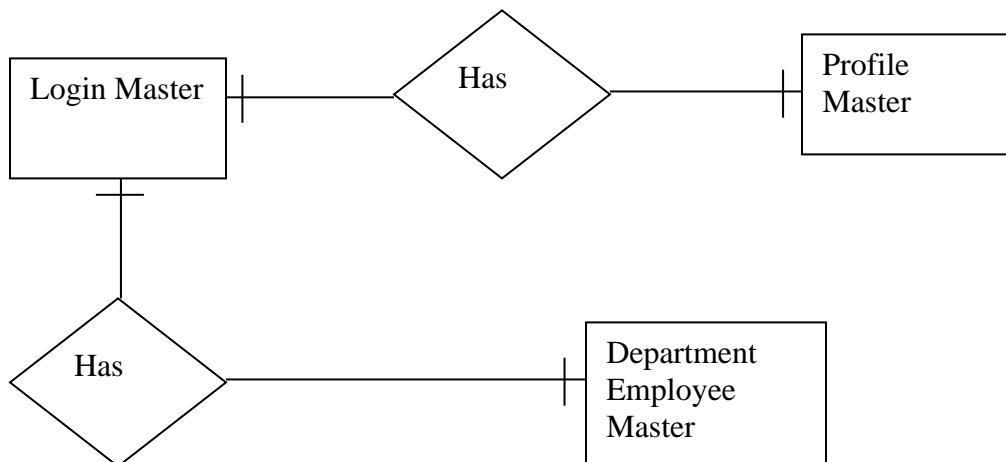 Login Master
Has
Profile
Master
Has
Department
Employee
Master